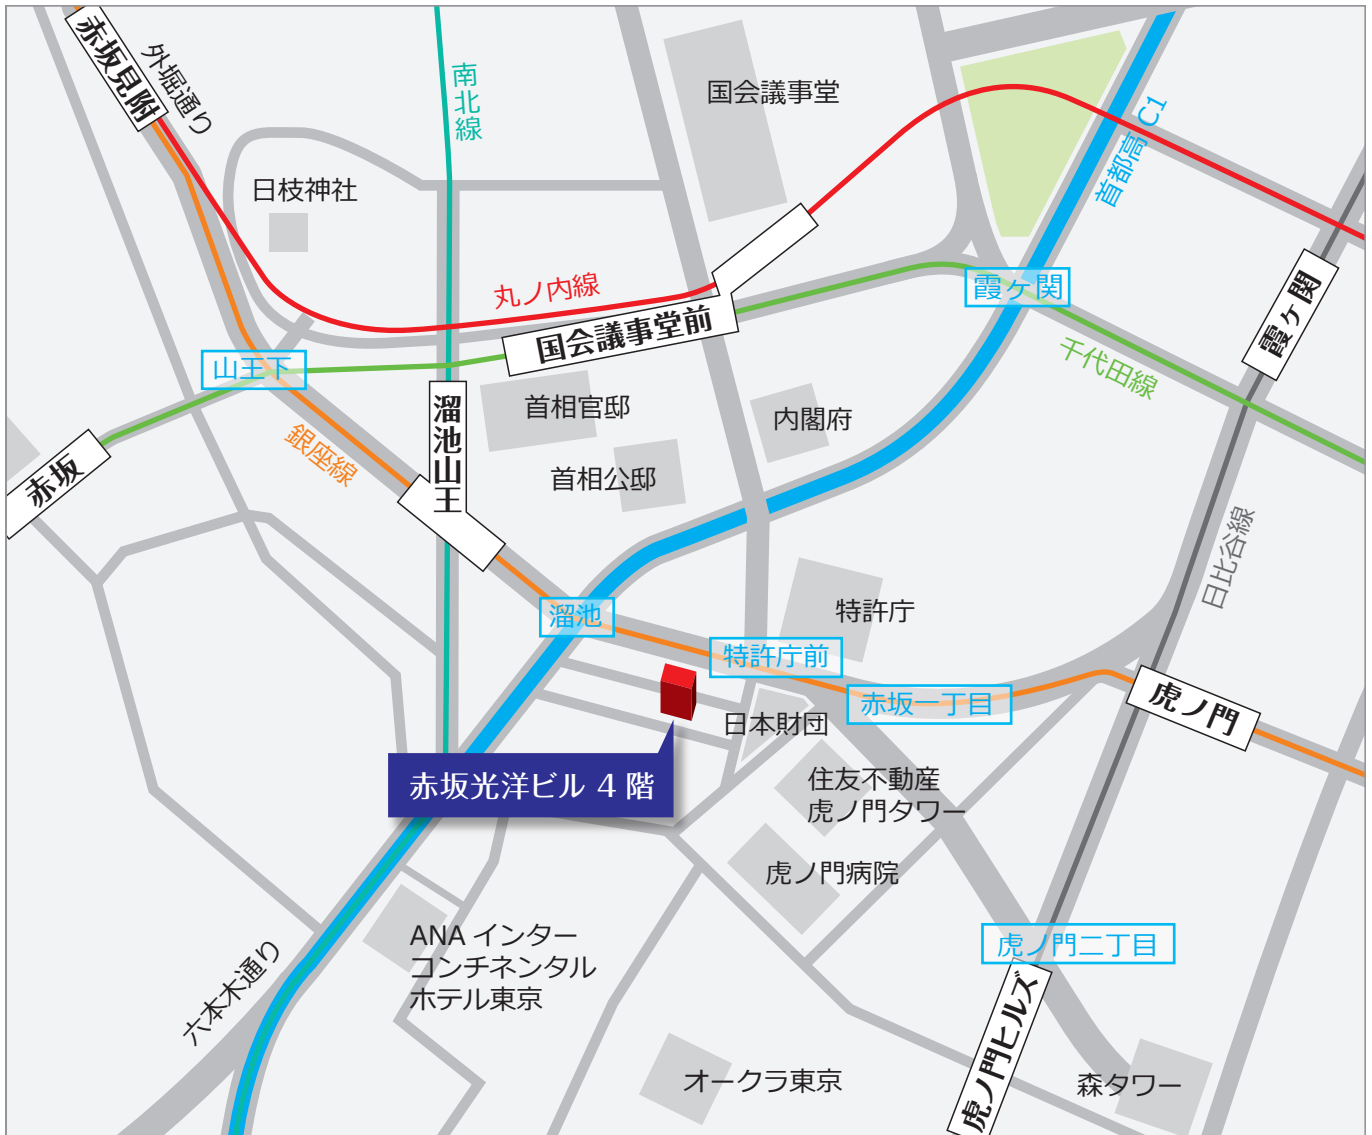 赤坂見附
外堀通り
南北線
国会議事堂
首都高 C1
日枝神社
丸ノ内線
霞ヶ関
霞ヶ関
国会議事堂前
山王下
千代田線
首相官邸
内閣府
溜池山王
銀座線
赤坂
首相公邸
日比谷線
溜池
特許庁
特許庁前
赤坂一丁目
虎ノ門
日本財団
赤坂光洋ビル 4 階
住友不動産
虎ノ門タワー
虎ノ門病院
ANA インター
コンチネンタル
ホテル東京
六本木通り
虎ノ門二丁目
虎ノ門ヒルズ
オークラ東京
森タワー